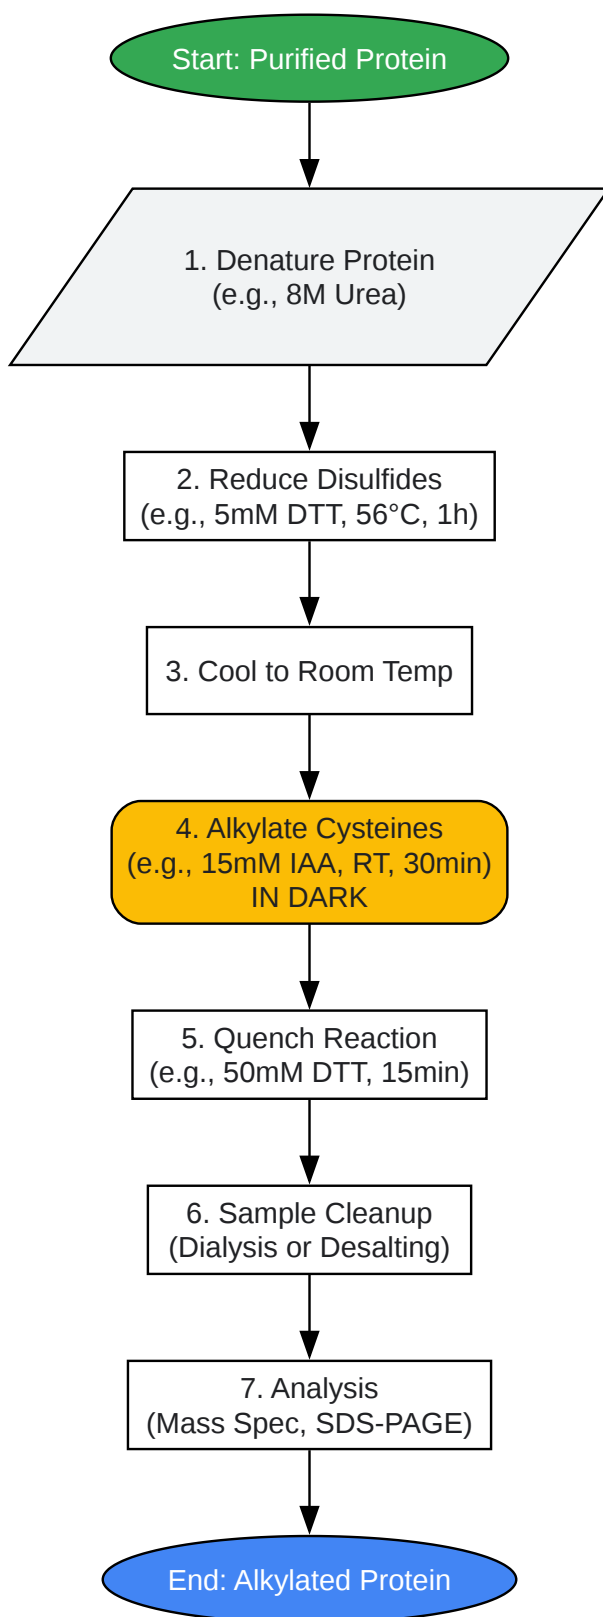 Start: Purified Protein
1. Denature Protein
(e.g., 8M Urea)
2. Reduce Disulfides
(e.g., 5mM DTT, 56°C, 1h)
3. Cool to Room Temp
4. Alkylate Cysteines
(e.g., 15mM IAA, RT, 30min)
IN DARK
5. Quench Reaction
(e.g., 50mM DTT, 15min)
6. Sample Cleanup
(Dialysis or Desalting)
7. Analysis
(Mass Spec, SDS-PAGE)
End: Alkylated Protein